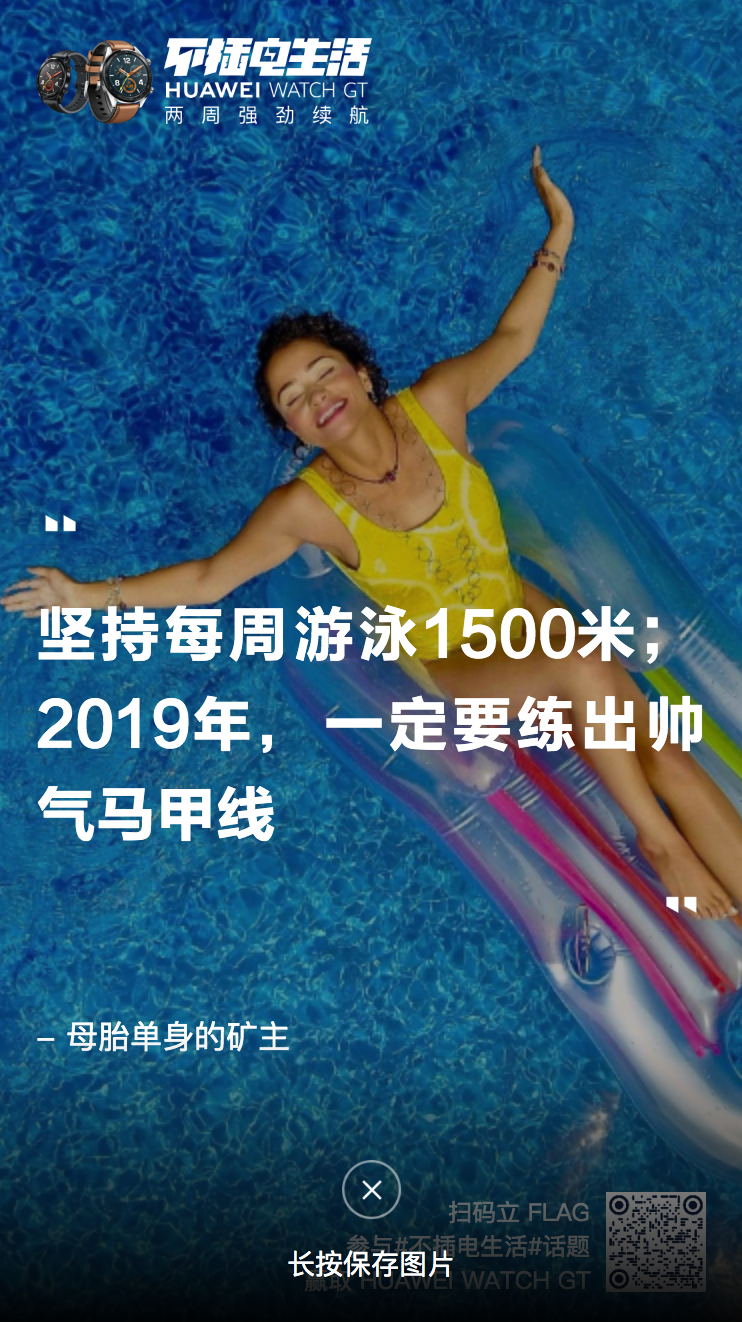 不插电生活
HUAWEI WATCH GT
两周强劲续航
“
坚持每周游泳1500米；
2019年，一定要练出帅
气马甲线
”
– 母胎单身的矿主
扫码立 FLAG
参与#不插电生活#话题
赢取 HUAWEI WATCH GT
长按保存图片